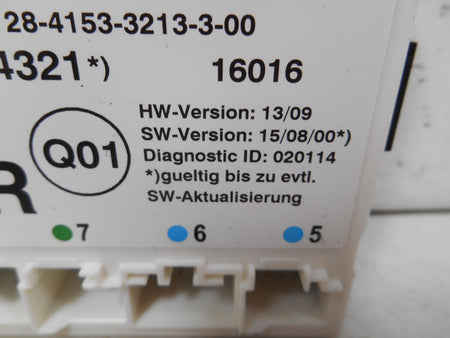 28-4153-3213-3-00
4321*) 16016
HW-Version: 13/09
SW-Version: 15/08/00*)
Q01
Diagnostic ID: 020114
*)gueltig bis zu evtl.
R
SW-Aktualisierung
7 6 5